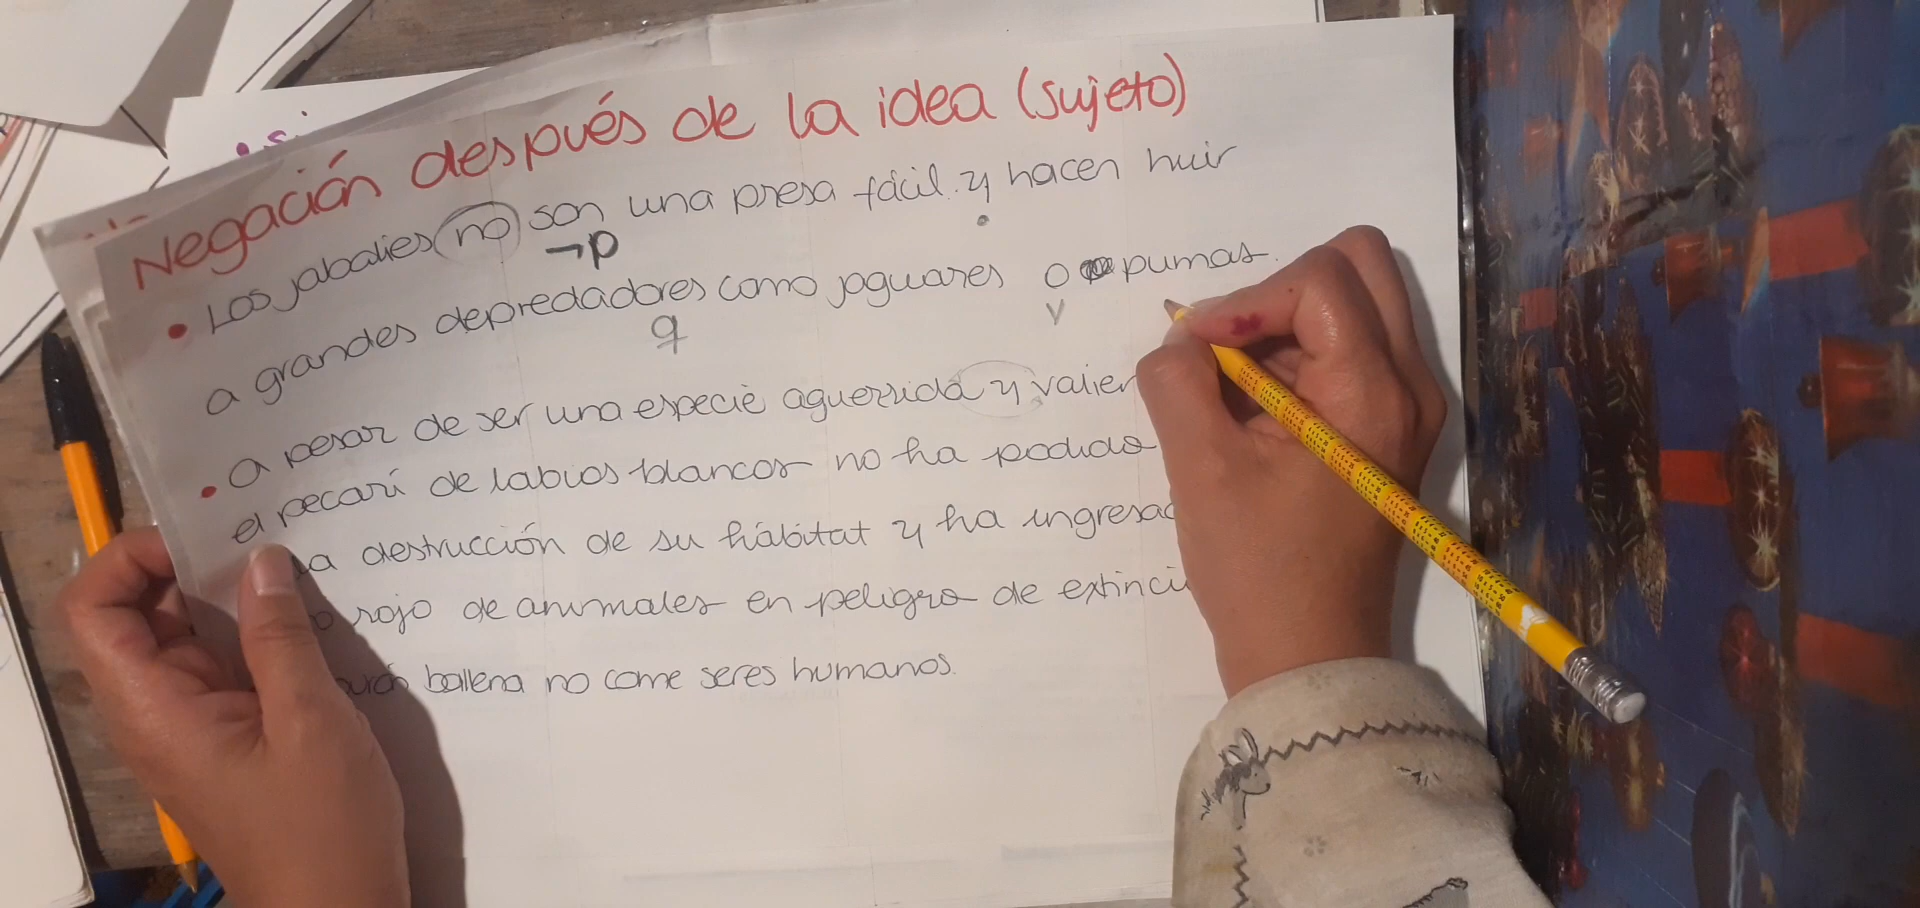 Negación después de la idea (sujeto)
• Los jabalies no son una presa fácil. y hacen huir
¬p •
a grandes depredadores como jaguares o pumas.
q v
• a pesar de ser una especie aguerrida y valien
el pecarí de labios blancos no ha podido
la destrucción de su hábitat y ha ingresad
rojo de animales en peligro de extinci
ballena no come seres humanos.